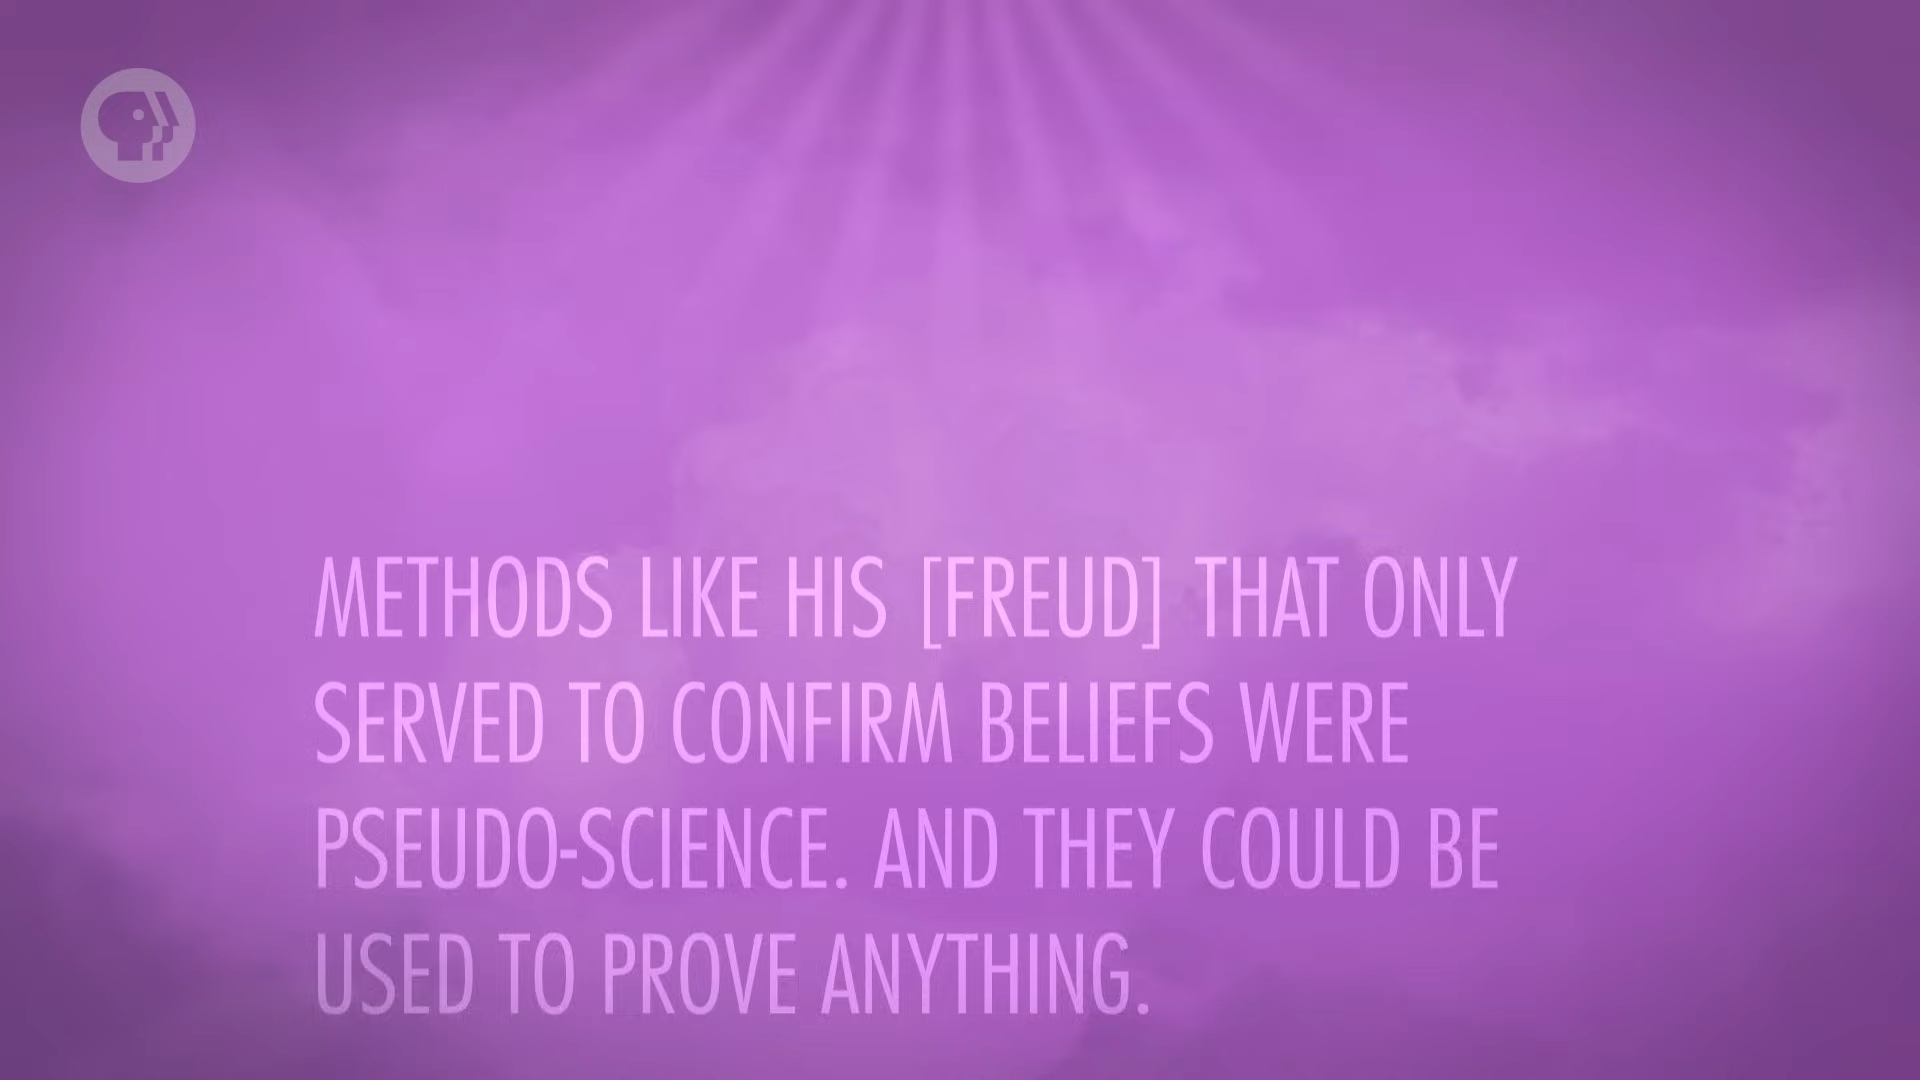 METHODS LIKE HIS [FREUD] THAT ONLY
SERVED TO CONFIRM BELIEFS WERE
PSEUDO-SCIENCE. AND THEY COULD BE
USED TO PROVE ANYTHING.